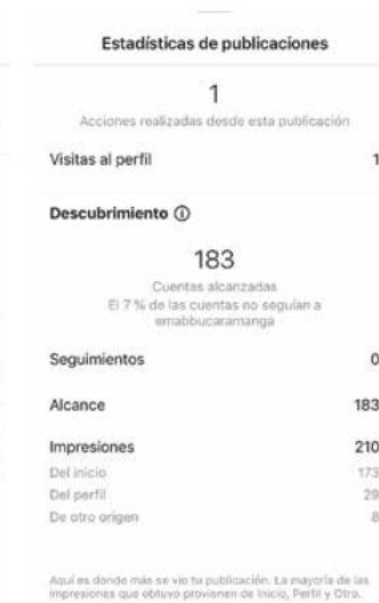 Estadísticas de publicaciones
1
Acciones realizadas desde esta publicación
Visitas al perfil 1
Descubrimiento ⓘ
183
Cuentas alcanzadas
El 7 % de las cuentas no seguían a
emabbucaramanga
Seguimientos 0
Alcance 183
Impresiones 210
Del inicio 173
Del perfil 29
De otro origen 8
Aquí es donde más se vio tu publicación. La mayoría de las
impresiones que obtuvo provienen de Inicio, Perfil y Otro.